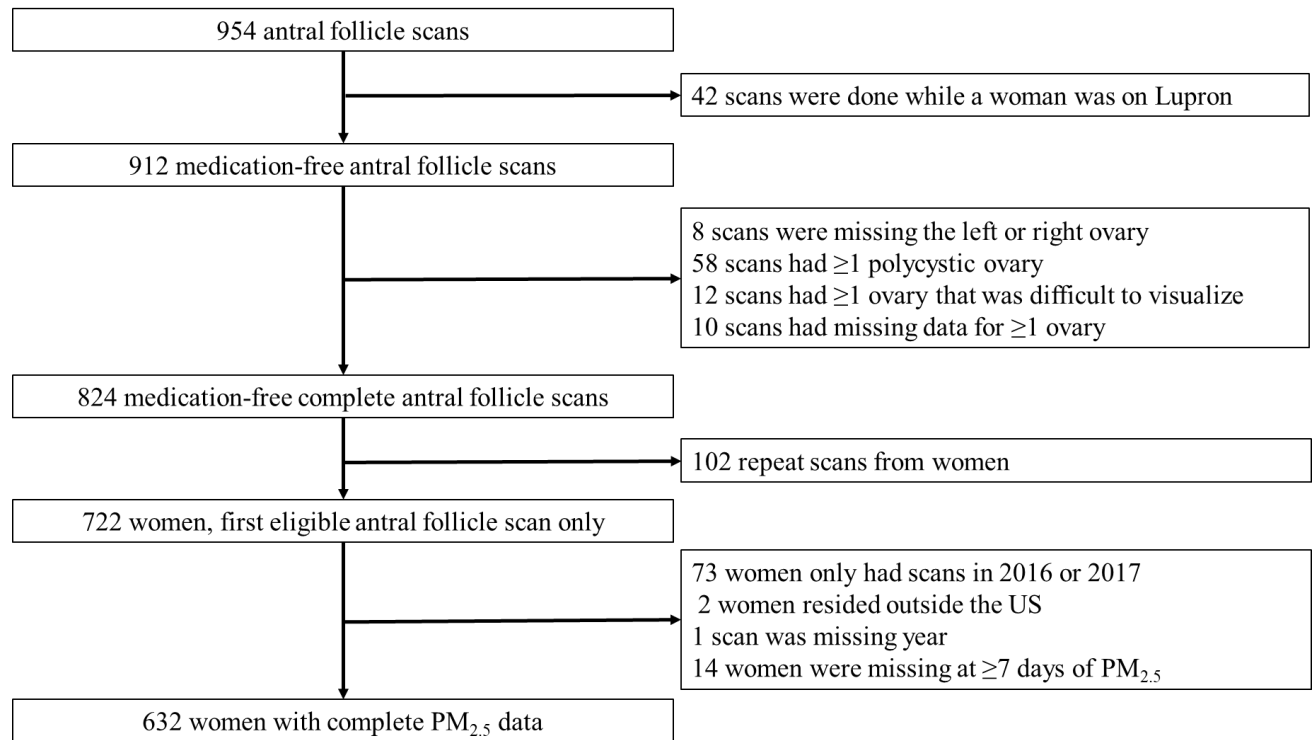 954 antral follicle scans
42 scans were done while a woman was on Lupron
912 medication-free antral follicle scans
8 scans were missing the left or right ovary
58 scans had ≥1 polycystic ovary
12 scans had ≥1 ovary that was difficult to visualize
10 scans had missing data for ≥1 ovary
824 medication-free complete antral follicle scans
102 repeat scans from women
722 women, first eligible antral follicle scan only
73 women only had scans in 2016 or 2017
2 women resided outside the US
1 scan was missing year
14 women were missing at ≥7 days of PM2.5
632 women with complete PM2.5 data